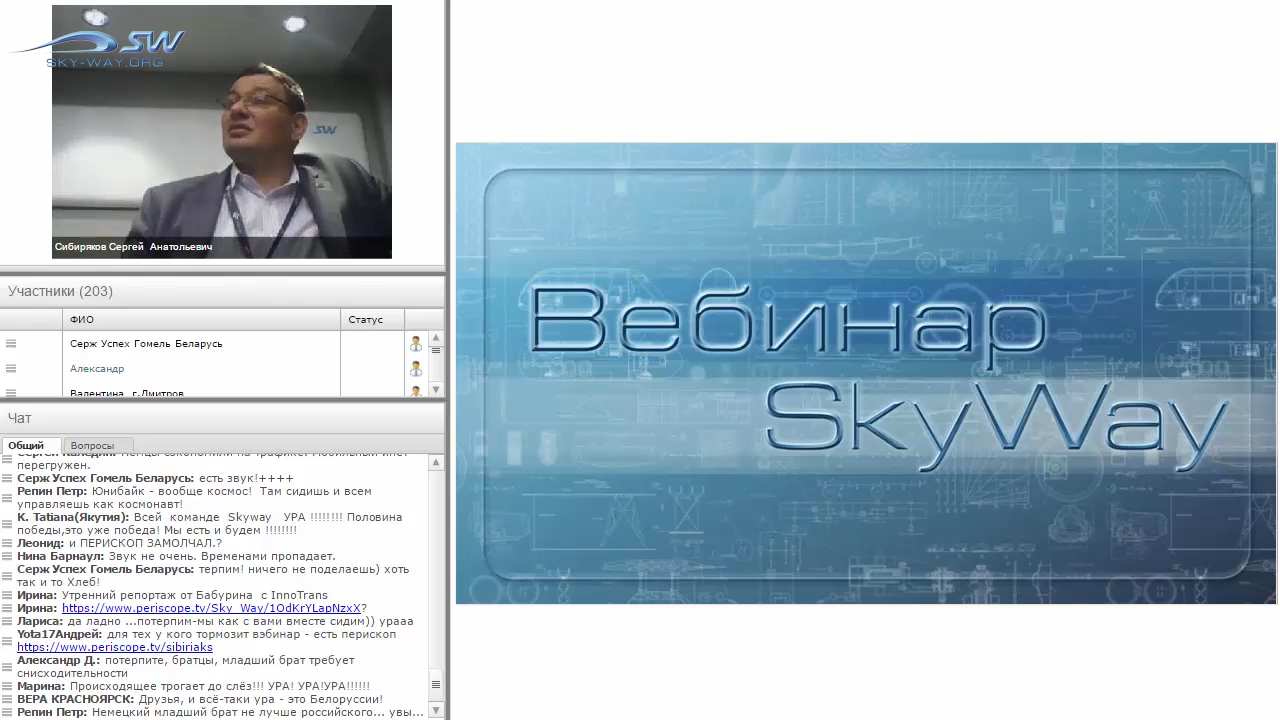 SW
SKY-WAY.ORG
SW
Сибиряков Сергей Анатольевич
Участники (203)
ФИО
Статус
Серж Успех Гомель Беларусь
Александр
Валентина г.Дмитров
Чат
Общий
Вопросы
перегружен.
Серж Успех Гомель Беларусь: есть звук!++++
Репин Петр: Юнибайк - вообще космос! Там сидишь и всем
управляешь как космонавт!
K. Tatiana(Якутия): Всей команде Skyway УРА !!!!!!!! Половина
победы,это уже победа! Мы есть и будем !!!!!!!!
Леонид: и ПЕРИСКОП ЗАМОЛЧАЛ.?
Нина Барнаул: Звук не очень. Временами пропадает.
Серж Успех Гомель Беларусь: терпим! ничего не поделаешь) хоть
так и то Хлеб!
Ирина: Утренний репортаж от Бабурина с InnoTrans
Ирина: https://www.periscope.tv/Sky_Way/1OdKrYLapNzxX?
Лариса: да ладно ...потерпим-мы как с вами вместе сидим)) урааа
Yota17Андрей: для тех у кого тормозит вэбинар - есть перископ
https://www.periscope.tv/sibiriaks
Александр Д.: потерпите, братцы, младший брат требует
снисходительности
Марина: Происходящее трогает до слёз!!! УРА! УРА!УРА!!!!!!
ВЕРА КРАСНОЯРСК: Друзья, и всё-таки ура - это Белоруссии!
Репин Петр: Немецкий младший брат не лучше российского... увы...
Вебинар
SkyWay